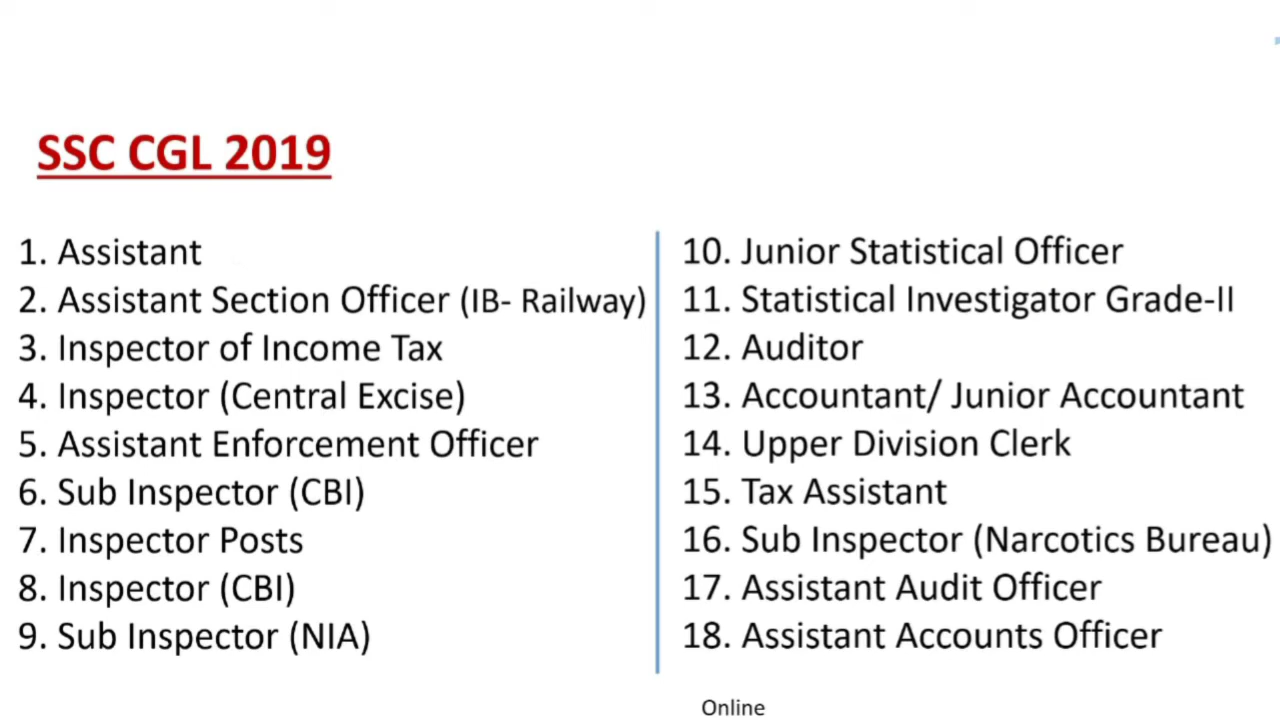 SSC CGL 2019
1. Assistant
2. Assistant Section Officer (IB- Railway)
3. Inspector of Income Tax
4. Inspector (Central Excise)
5. Assistant Enforcement Officer
6. Sub Inspector (CBI)
7. Inspector Posts
8. Inspector (CBI)
9. Sub Inspector (NIA)
10. Junior Statistical Officer
11. Statistical Investigator Grade-II
12. Auditor
13. Accountant/ Junior Accountant
14. Upper Division Clerk
15. Tax Assistant
16. Sub Inspector (Narcotics Bureau)
17. Assistant Audit Officer
18. Assistant Accounts Officer
Online